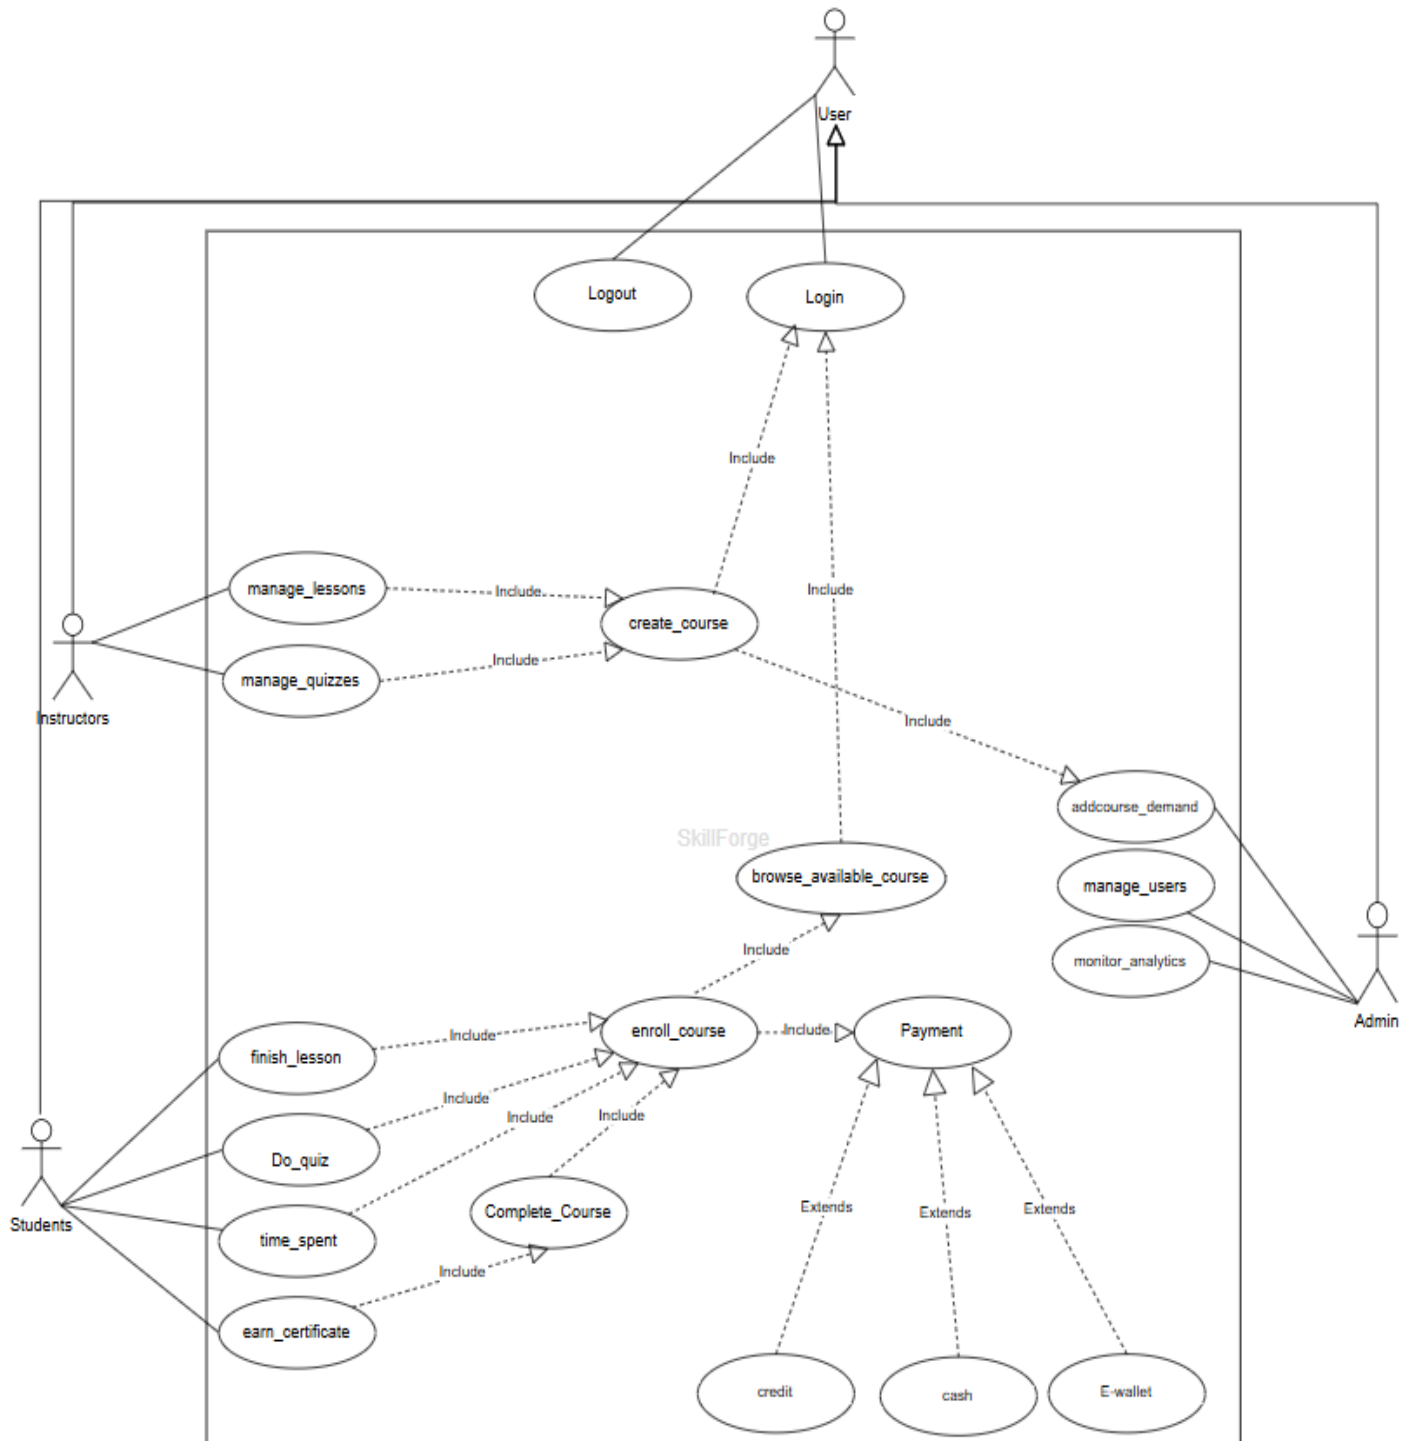 User
Logout
Login
Include
manage_lessons
Include
Include
create_course
Include
manage_quizzes
Instructors
Include
addcourse_demand
SkillForge
browse_available_course
manage_users
Include
monitor_analytics
Admin
finish_lesson
Include
enroll_course
Include
Payment
Include
Include
Include
Do_quiz
Students
time_spent
Complete_Course
Extends
Extends
Extends
Include
earn_certificate
credit
cash
E-wallet